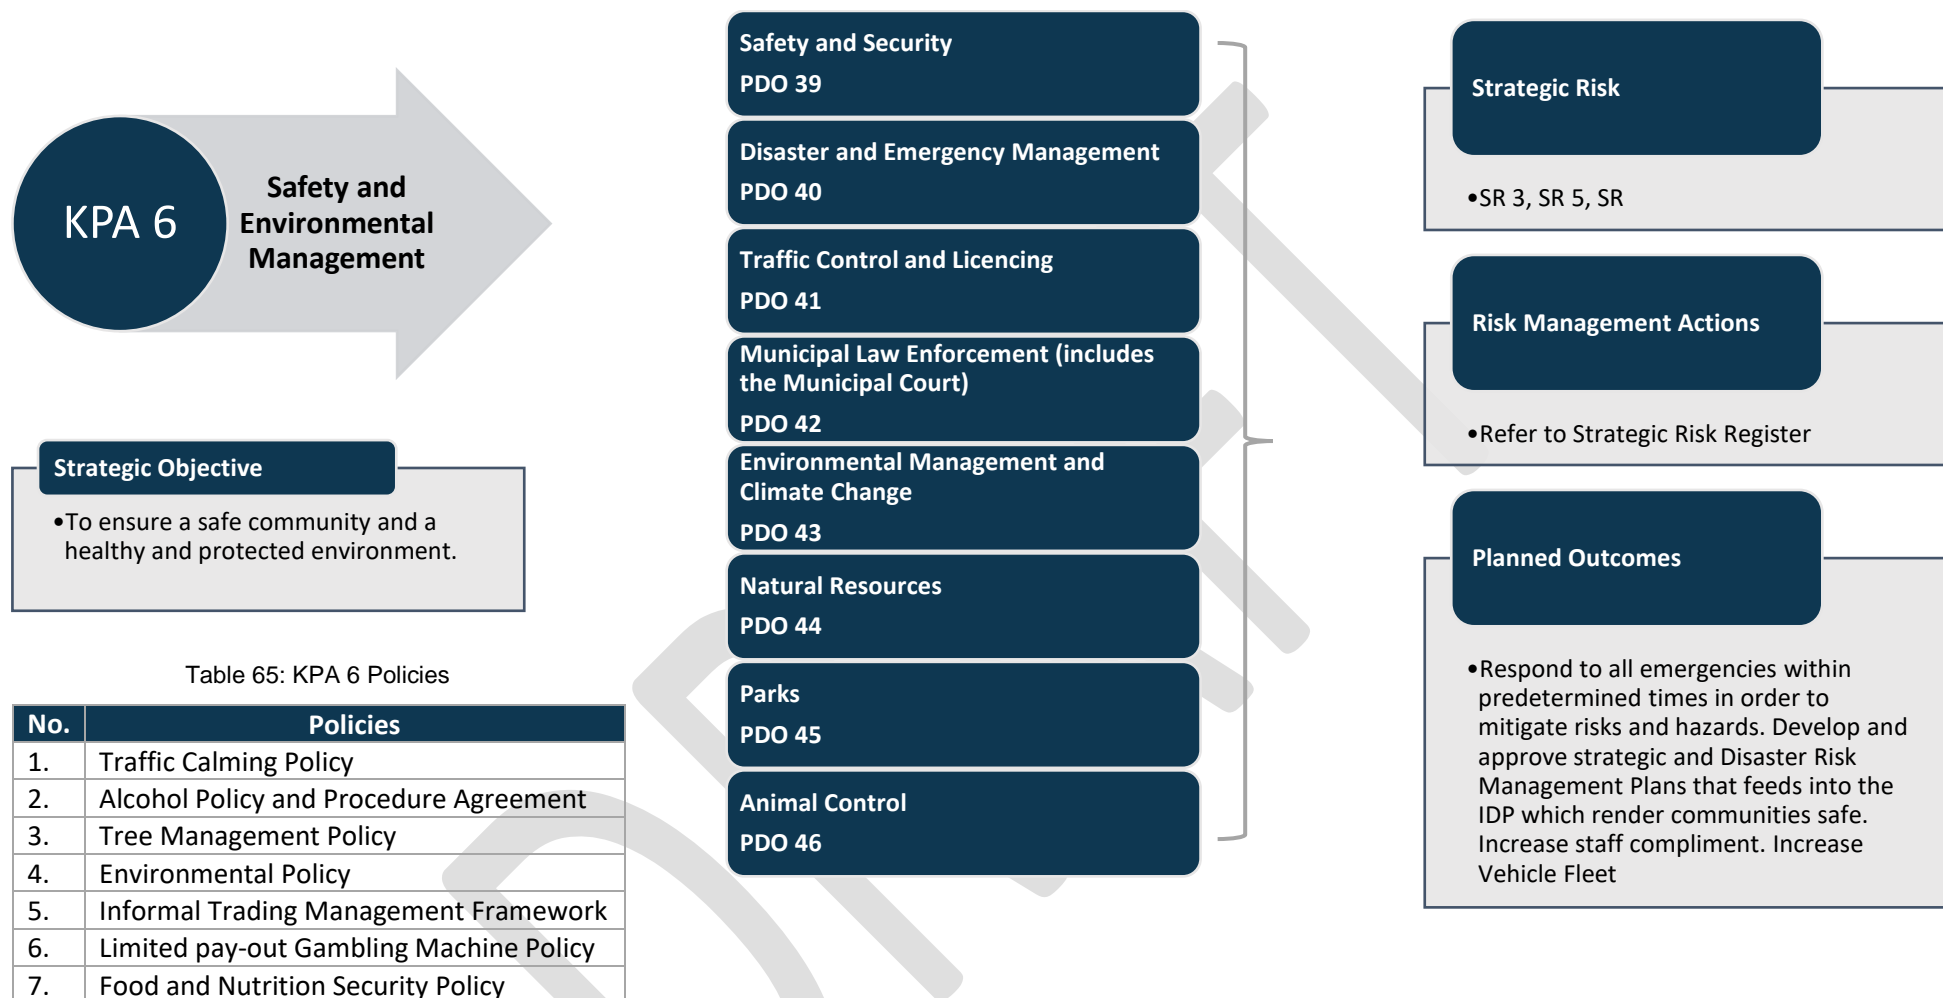 KPA 6
Safety and
Environmental
Management
Strategic Objective
•To ensure a safe community and a
healthy and protected environment.
Table 65: KPA 6 Policies
No. Policies
1. Traffic Calming Policy
2. Alcohol Policy and Procedure Agreement
3. Tree Management Policy
4. Environmental Policy
5. Informal Trading Management Framework
6. Limited pay-out Gambling Machine Policy
7. Food and Nutrition Security Policy
Safety and Security
PDO 39
Disaster and Emergency Management
PDO 40
Traffic Control and Licencing
PDO 41
Municipal Law Enforcement (includes
the Municipal Court)
PDO 42
Environmental Management and
Climate Change
PDO 43
Natural Resources
PDO 44
Parks
PDO 45
Animal Control
PDO 46
Strategic Risk
•SR 3, SR 5, SR
Risk Management Actions
•Refer to Strategic Risk Register
Planned Outcomes
•Respond to all emergencies within
predetermined times in order to
mitigate risks and hazards. Develop and
approve strategic and Disaster Risk
Management Plans that feeds into the
IDP which render communities safe.
Increase staff compliment. Increase
Vehicle Fleet
DRAFT